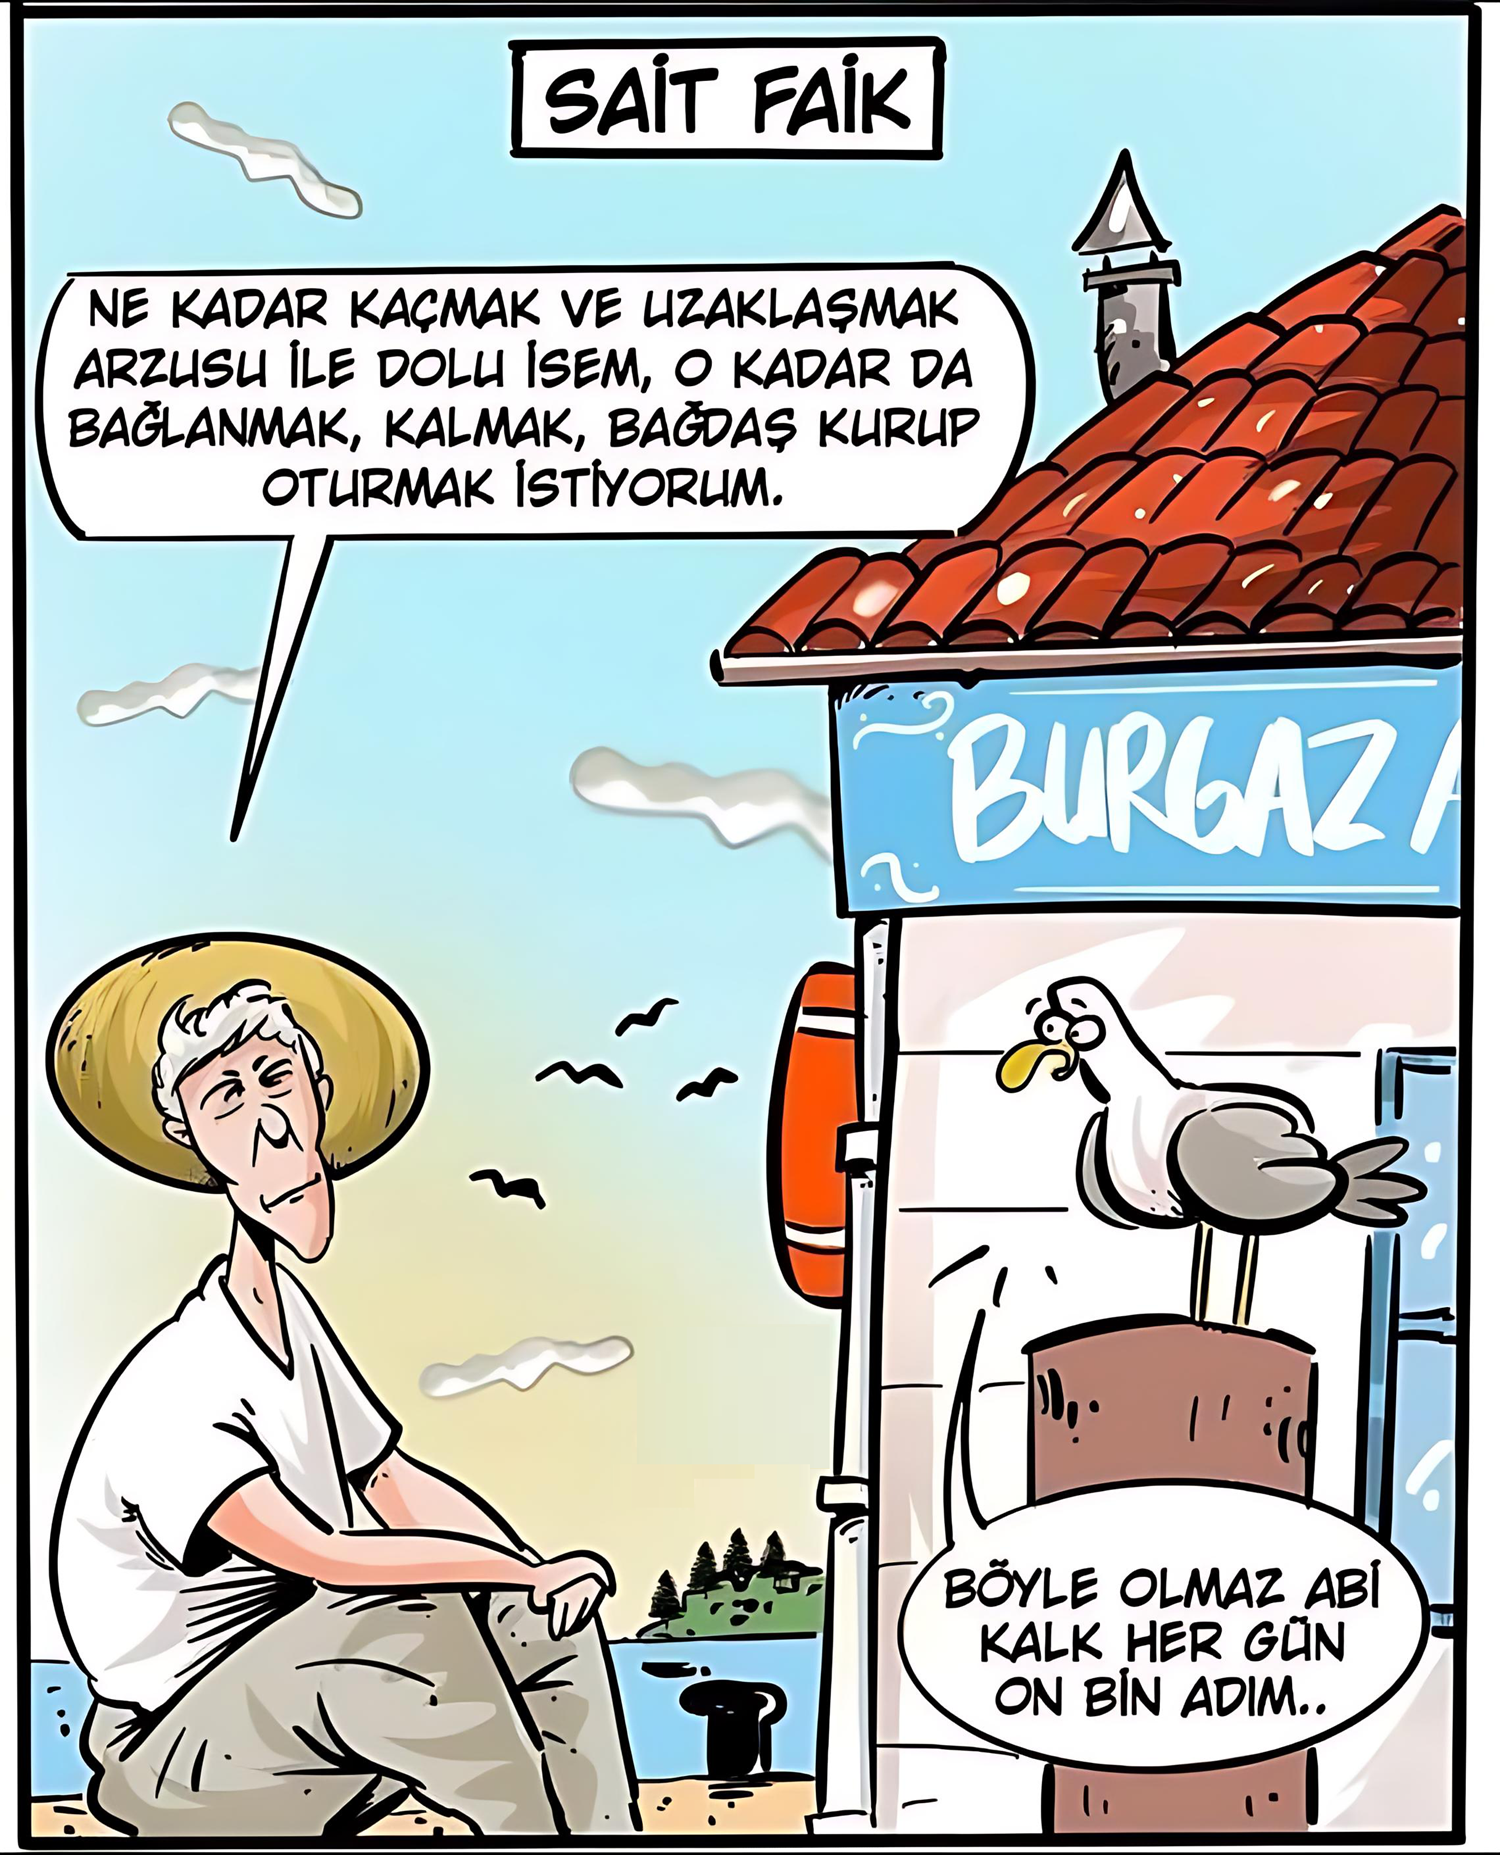 SAİT FAİK
NE KADAR KAÇMAK VE UZAKLAŞMAK
ARZUSU İLE DOLU İSEM, O KADAR DA
BAĞLANMAK, KALMAK, BAĞDAŞ KURUP
OTURMAK İSTİYORUM.
BURGAZ A
BÖYLE OLMAZ ABİ
KALK HER GÜN
ON BİN ADIM..